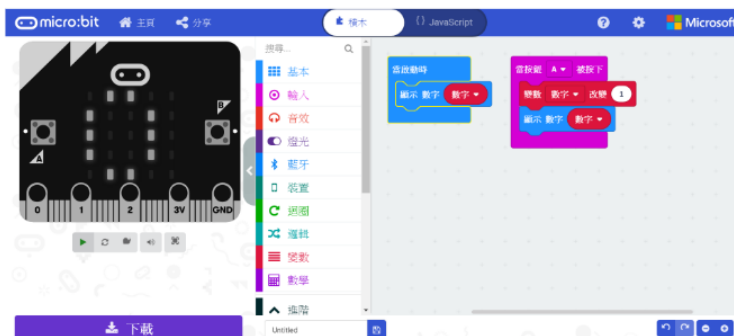 micro:bit 主頁 分享 積木 {} JavaScript ? Microsoft
搜尋...
基本
輸入
音效
燈光
藍牙
裝置
迴圈
邏輯
變數
數學
進階
當啟動時
顯示 數字 數字
當按鈕 A 被按下
變數 數字 改變 1
顯示 數字 數字
B
A
0 1 2 3V GND
下載
Untitled